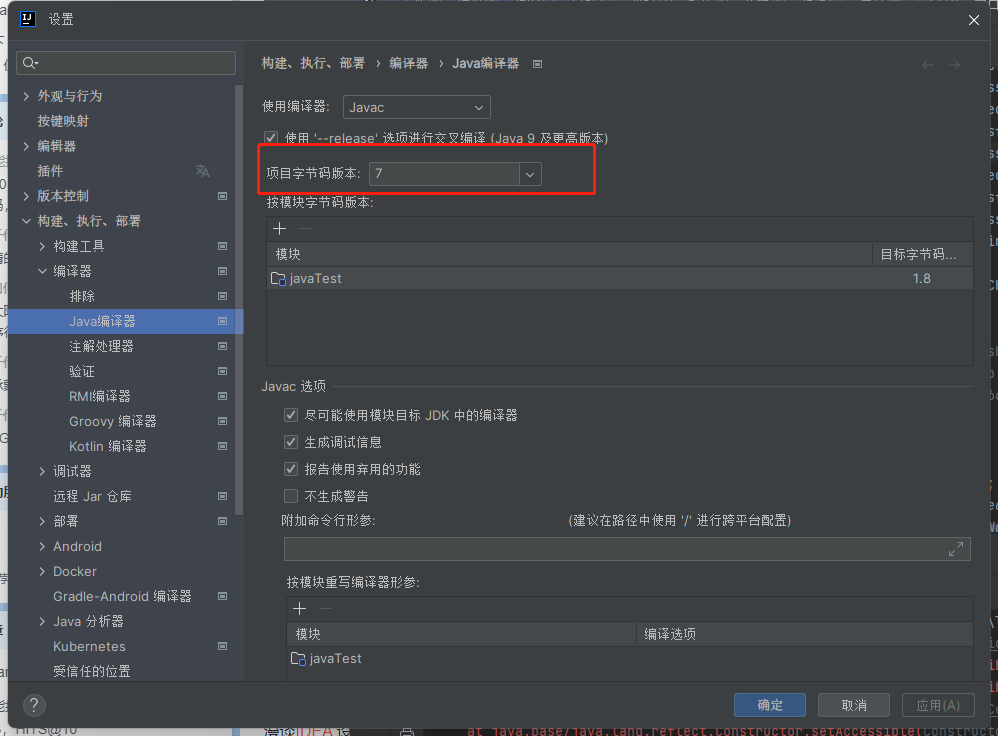 设置
构建、执行、部署 › 编译器 › Java编译器
外观与行为
按键映射
编辑器
插件
版本控制
构建、执行、部署
构建工具
编译器
排除
Java编译器
注解处理器
验证
RMI编译器
Groovy 编译器
Kotlin 编译器
调试器
远程 Jar 仓库
部署
Android
Docker
Gradle-Android 编译器
Java 分析器
Kubernetes
受信任的位置
使用编译器: Javac
使用 '--release' 选项进行交叉编译 (Java 9 及更高版本)
项目字节码版本: 7
按模块字节码版本:
模块 目标字节码...
javaTest 1.8
Javac 选项
尽可能使用模块目标 JDK 中的编译器
生成调试信息
报告使用弃用的功能
不生成警告
附加命令行形参: (建议在路径中使用 '/' 进行跨平台配置)
按模块重写编译器形参:
模块 编译选项
javaTest
? 确定 取消 应用(A)
at java.base/java.lang.reflect.Constructor.setAccessible(